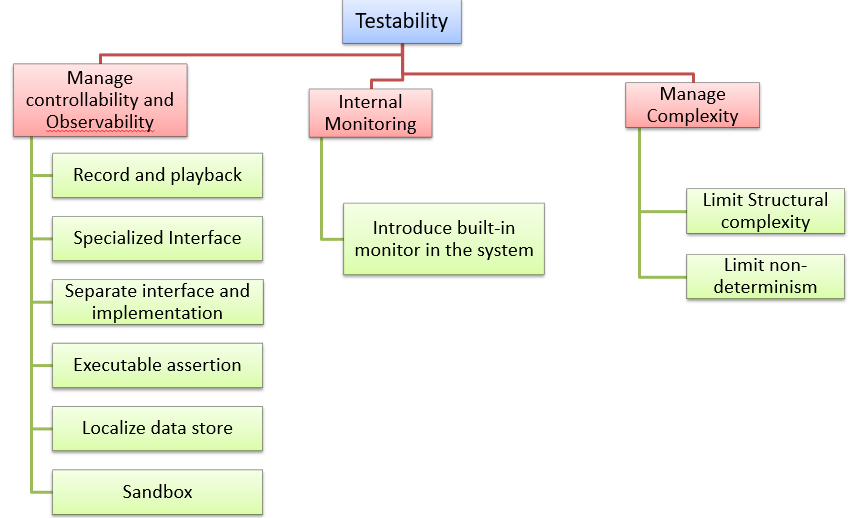 Testability
Manage
controllability and
Observability
Record and playback
Specialized Interface
Separate interface and
implementation
Executable assertion
Localize data store
Sandbox
Internal
Monitoring
Introduce built-in
monitor in the system
Manage
Complexity
Limit Structural
complexity
Limit non-
determinism